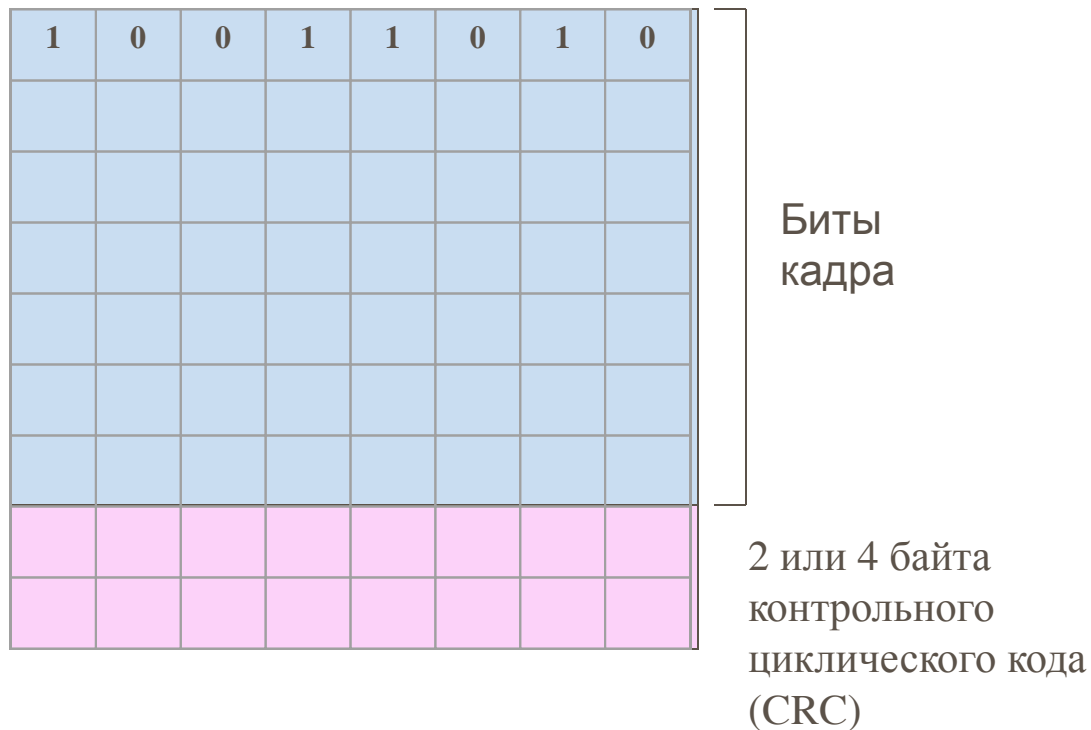 1 0 0 1 1 0 1 0
Биты
кадра
2 или 4 байта
контрольного
циклического кода
(CRC)